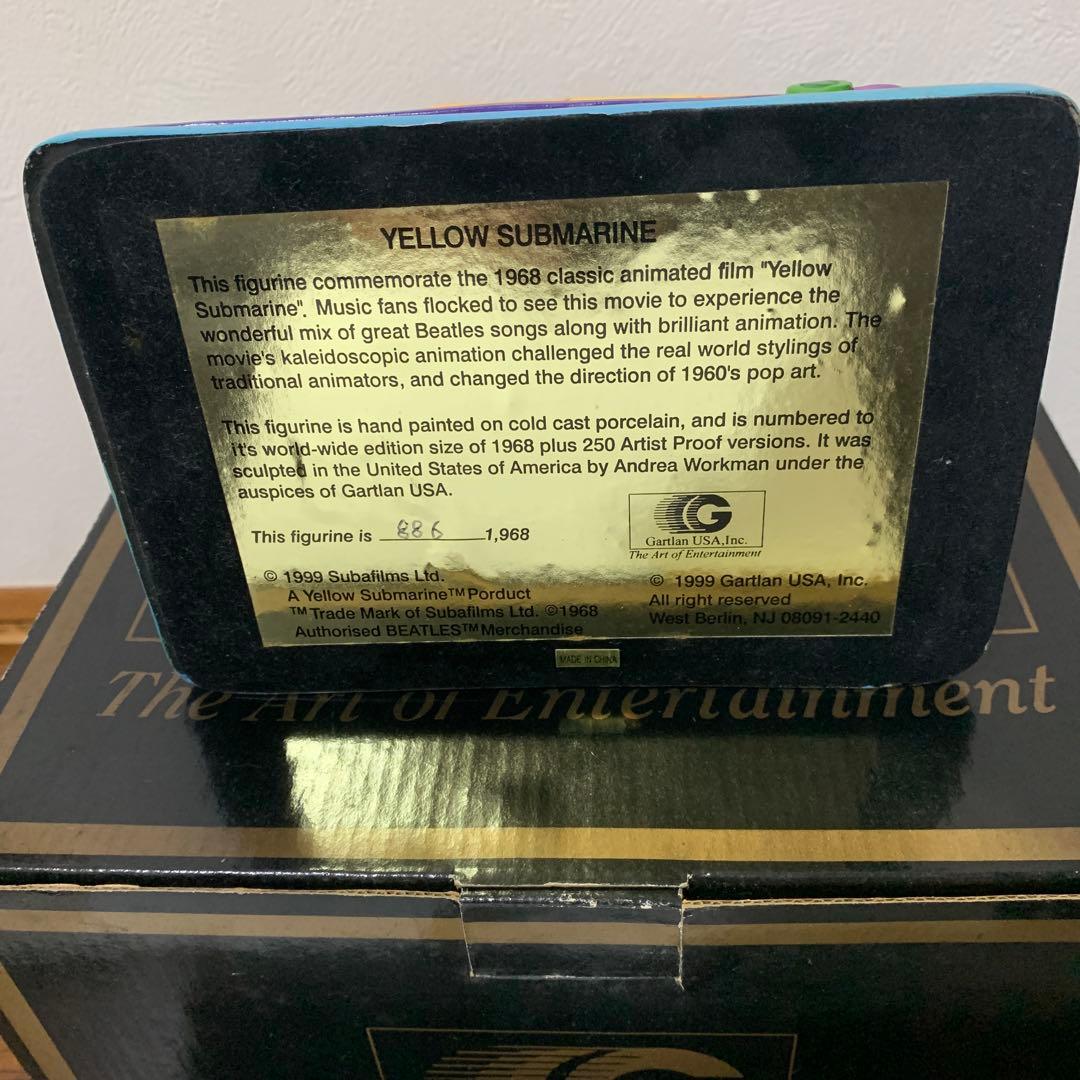 YELLOW SUBMARINE
This figurine commemorate the 1968 classic animated film "Yellow
Submarine". Music fans flocked to see this movie to experience the
wonderful mix of great Beatles songs along with brilliant animation. The
movie's kaleidoscopic animation challenged the real world stylings of
traditional animators, and changed the direction of 1960's pop art.
This figurine is hand painted on cold cast porcelain, and is numbered to
it's world-wide edition size of 1968 plus 250 Artist Proof versions. It was
sculpted in the United States of America by Andrea Workman under the
auspices of Gartlan USA.
This figurine is 886 1,968
G
Gartlan USA,Inc.
The Art of Entertainment
© 1999 Subafilms Ltd.
A Yellow Submarine™ Porduct
™ Trade Mark of Subafilms Ltd. ©1968
Authorised BEATLES™ Merchandise
© 1999 Gartlan USA, Inc.
All right reserved
West Berlin, NJ 08091-2440
MADE IN CHINA
The Art of Entertainment